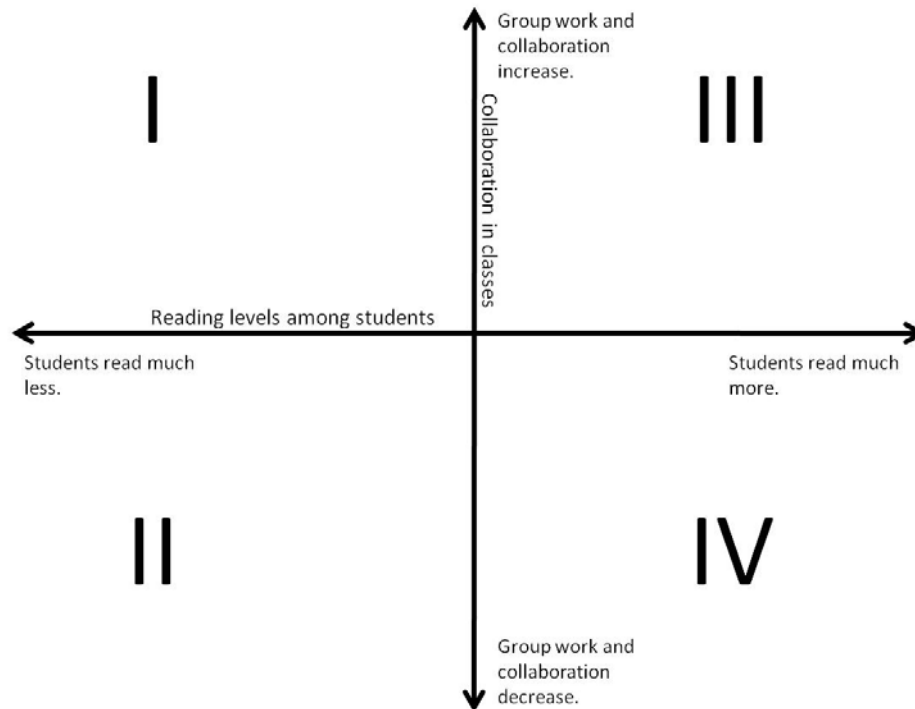 Group work and
collaboration
increase.
I
III
Collaboration in classes
Reading levels among students
Students read much
less.
Students read much
more.
II
IV
Group work and
collaboration
decrease.